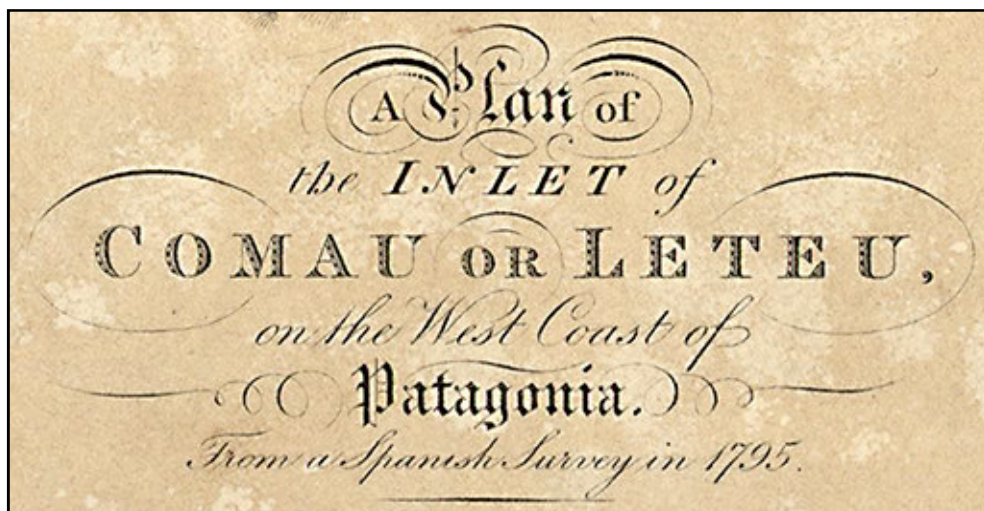 A Plan of
the INLET of
COMAU OR LETEU,
on the West Coast of
Patagonia.
From a Spanish Survey in 1795.